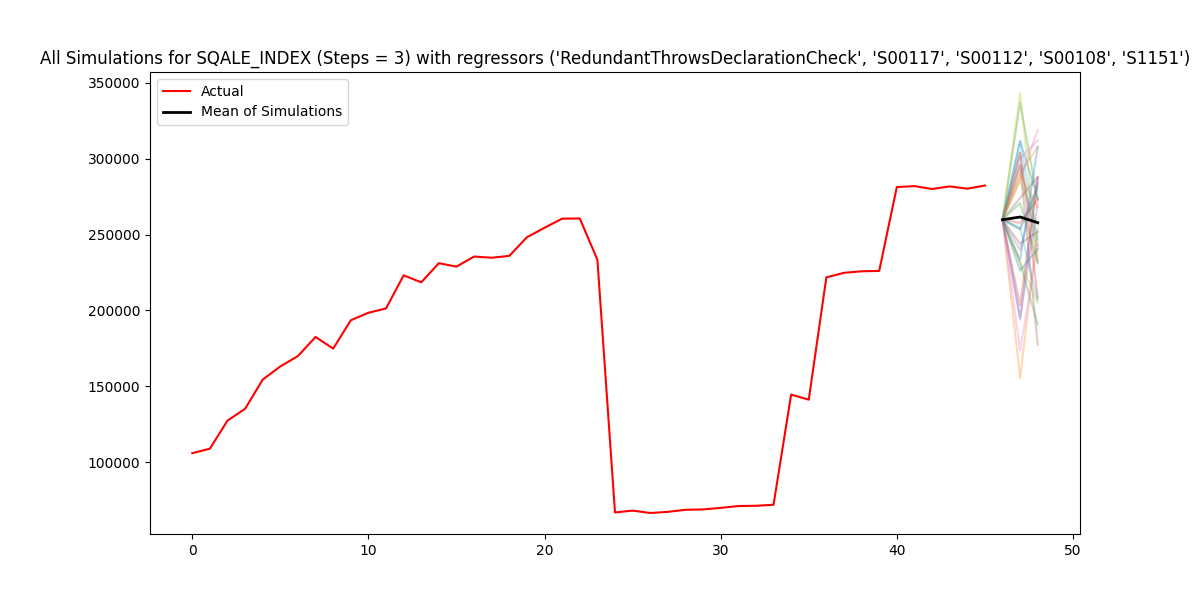 All Simulations for SQALE_INDEX (Steps = 3) with regressors ('RedundantThrowsDeclarationCheck', 'S00117', 'S00112', 'S00108', 'S1151')
Actual
Mean of Simulations
350000
300000
250000
200000
150000
100000
0 10 20 30 40 50